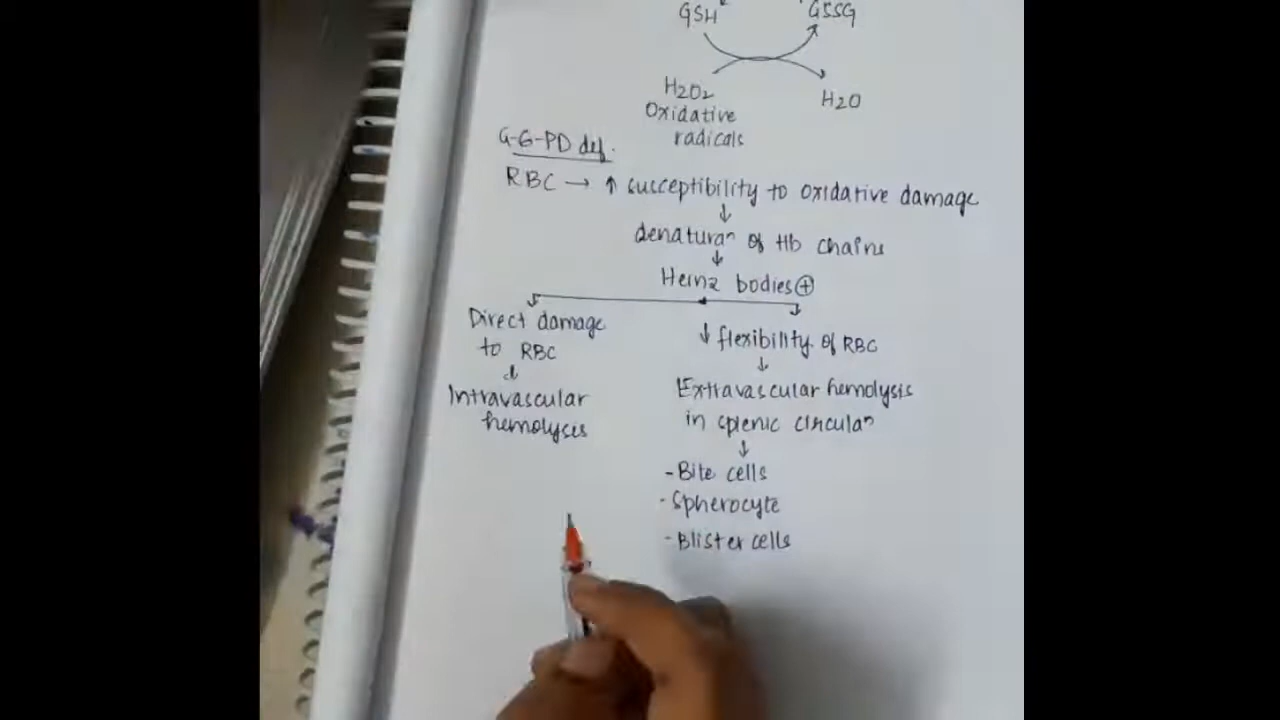 GSH GSSG
H2O2 H2O
Oxidative
radicals
G-6-PD def.
RBC → ↑ susceptibility to oxidative damage
↓
denaturaⁿ of Hb chains
↓
Heinz bodies ⊕
Direct damage
to RBC
↓
Intravascular
hemolysis
↓ flexibility of RBC
↓
Extravascular hemolysis
in splenic circulaⁿ
↓
- Bite cells
- Spherocyte
- Blister cells